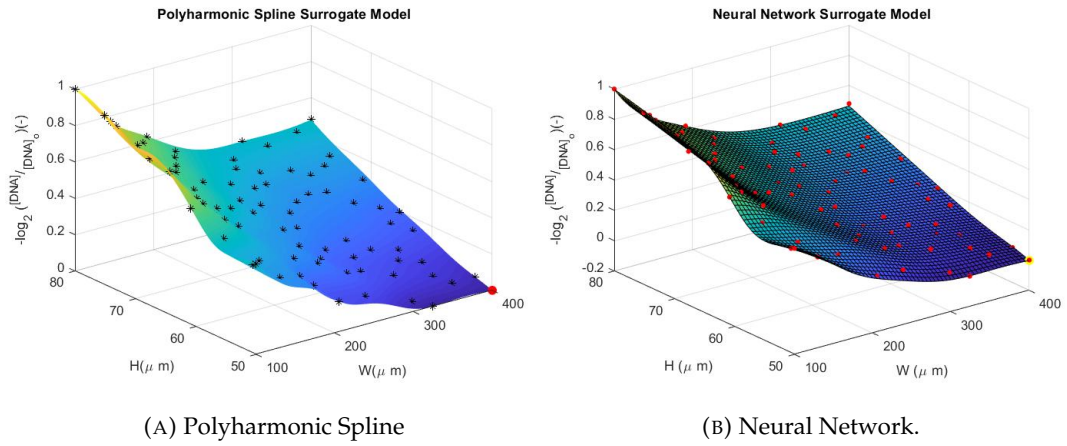 Polyharmonic Spline Surrogate Model
-log2 ([DNA]/[DNA]o)(-)
1
0.8
0.6
0.4
0.2
0
80
70
60
50
H(μ m)
100
200
300
400
W(μ m)
(A) Polyharmonic Spline
Neural Network Surrogate Model
-log2 ([DNA]/[DNA]o)(-)
1
0.8
0.6
0.4
0.2
0
-0.2
80
70
60
50
H (μ m)
100
200
300
400
W (μ m)
(B) Neural Network.